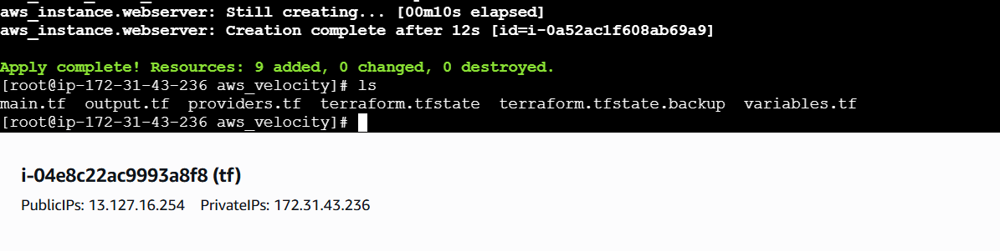 aws_instance.webserver: Still creating... [00m10s elapsed]
aws_instance.webserver: Creation complete after 12s [id=i-0a52ac1f608ab69a9]
Apply complete! Resources: 9 added, 0 changed, 0 destroyed.
[root@ip-172-31-43-236 aws_velocity]# ls
main.tf  output.tf  providers.tf  terraform.tfstate  terraform.tfstate.backup  variables.tf
[root@ip-172-31-43-236 aws_velocity]#
i-04e8c22ac9993a8f8 (tf)
PublicIPs: 13.127.16.254 PrivateIPs: 172.31.43.236